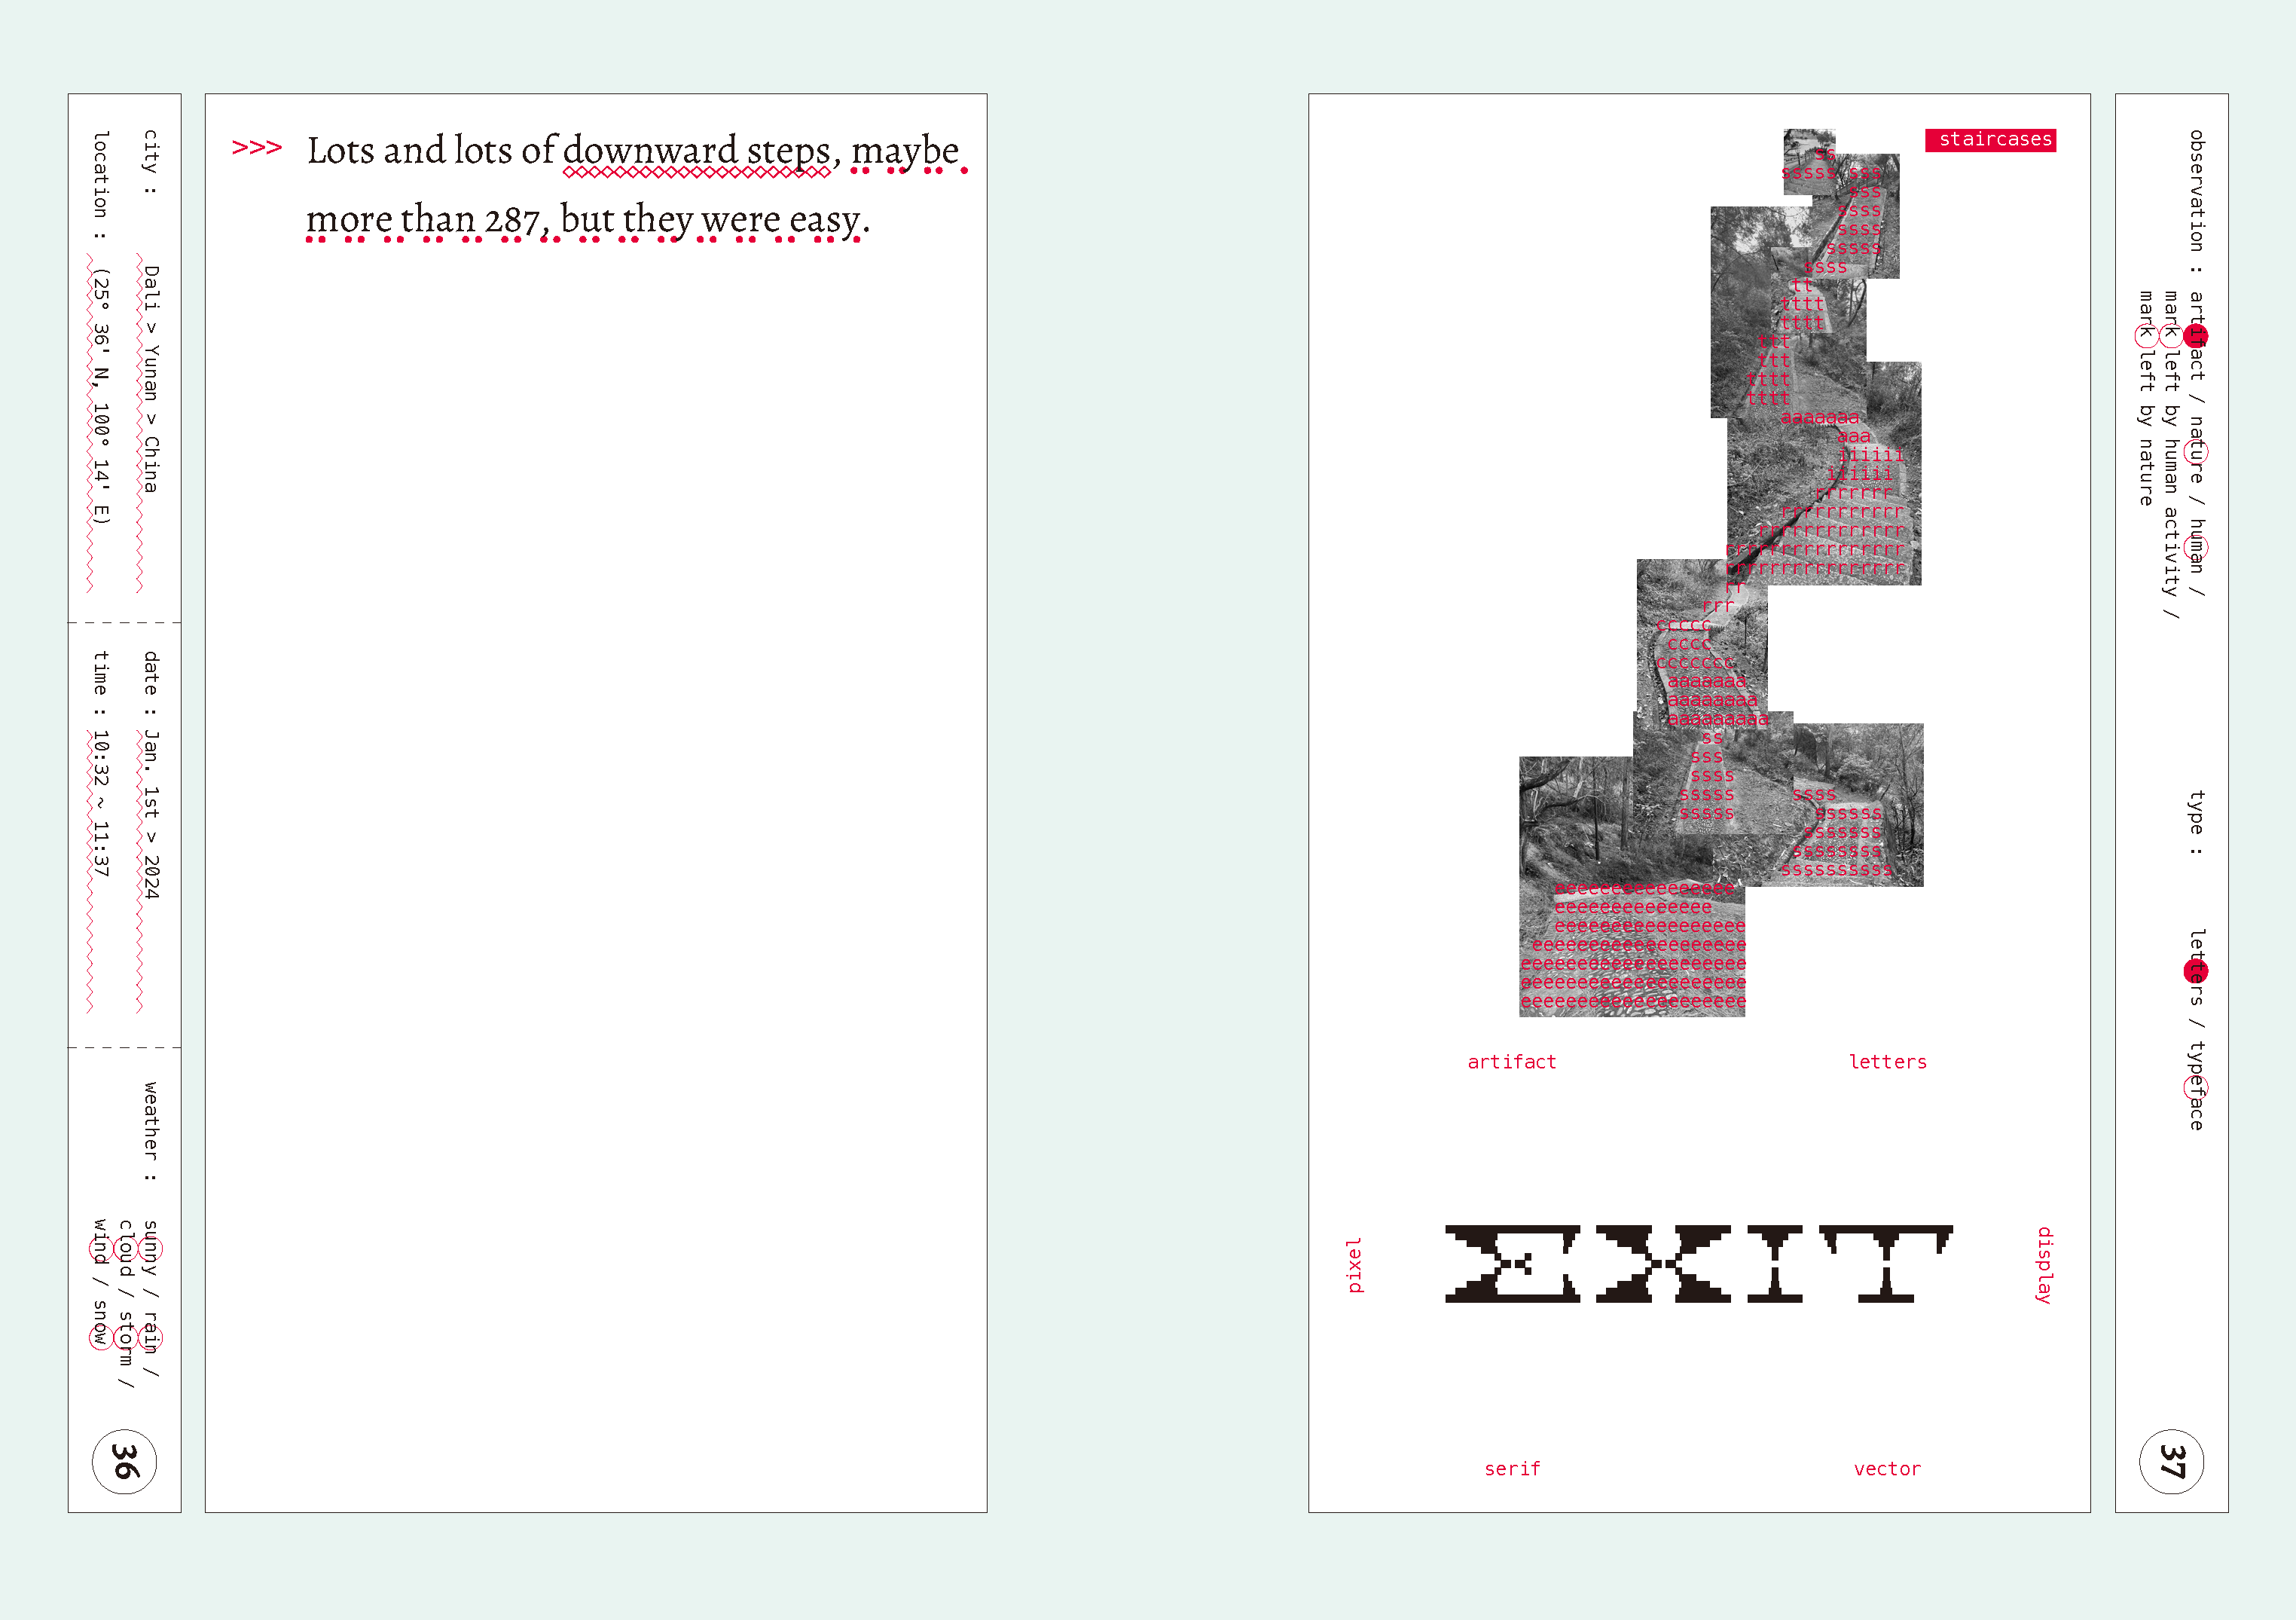 city : Dali > Yunan > China
location : (25° 36' N, 100° 14' E)
date : Jan. 1st > 2024
time : 10:32 ~ 11:37
weather : sunny / rain /
cloud / storm /
wind / snow
36
>>> Lots and lots of downward steps, maybe
more than 287, but they were easy.
staircases
ss
sssss sss
sss
ssss
ssss
sssss
ssss
tt
tttt
tttt
ttt
ttt
tttt
tttt
aaaaaaa
aaa
iiiiii
iiiiii
rrrrrrr
rrrrrrrrrrr
rrrrrrrrrrrrr
rrrrrrrrrrrrrrrr
rrrrrrrrrrrrrrrr
rr
rrr
ccccc
cccc
ccccccc
aaaaaaa
aaaaaaaa
aaaaaaaaa
ss
sss
ssss
sssss ssss
sssss ssssss
sssssss
ssssssss
ssssssssss
eeeeeeeeeeeeeeee
eeeeeeeeeeeeee
eeeeeeeeeeeeeeeee
eeeeeeeeeeeeeeeeeee
eeeeeeeeeeeeeeeeeeee
eeeeeeeeeeeeeeeeeeee
eeeeeeeeeeeeeeeeeeee
artifact
letters
pixel
EXIT
display
serif
vector
observation : artifact / nature / human /
mark left by human activity /
mark left by nature
type : letters / typeface
37